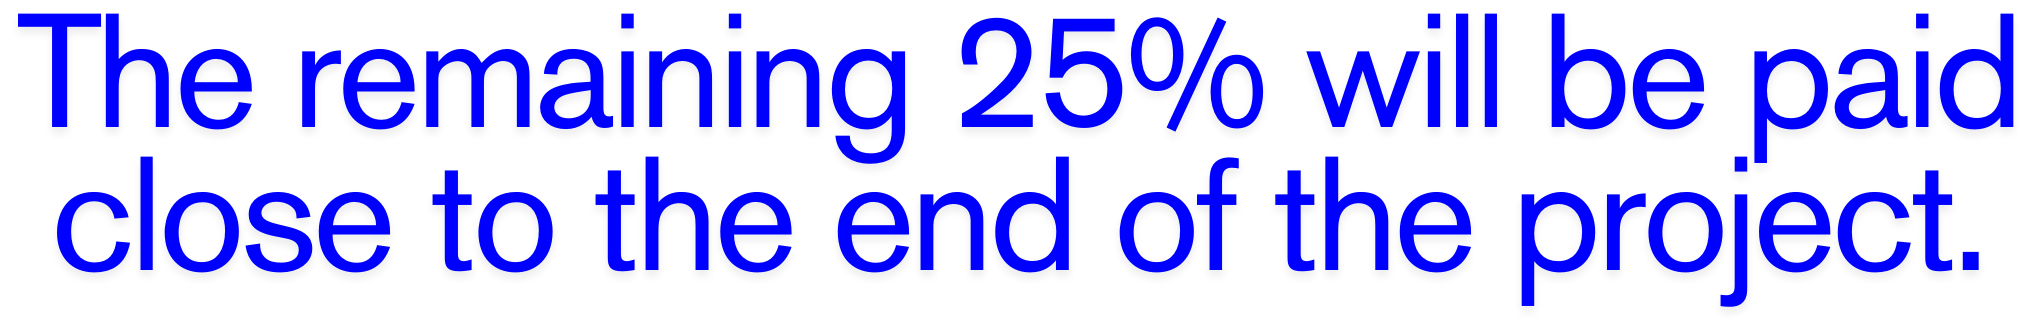 The remaining 25% will be paid
close to the end of the project.